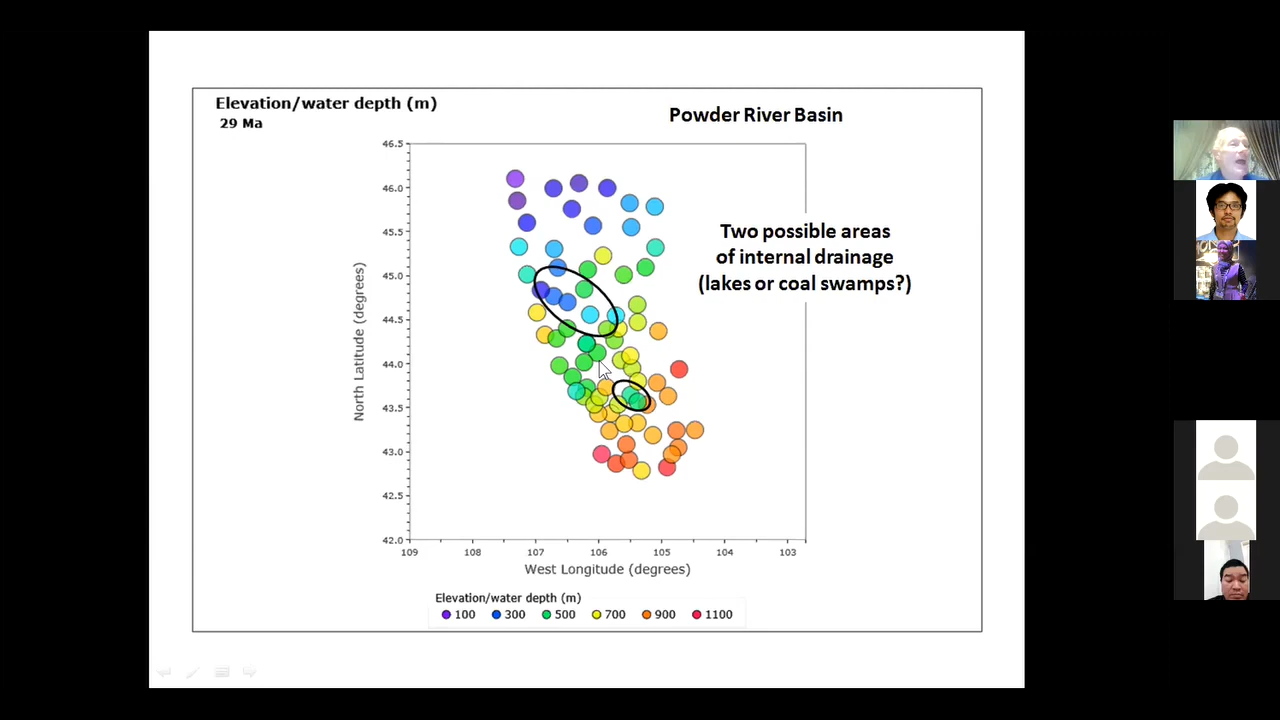 Elevation/water depth (m)
29 Ma
Powder River Basin
46.5
46.0
45.5
45.0
44.5
44.0
43.5
43.0
42.5
42.0
North Latitude (degrees)
Two possible areas
of internal drainage
(lakes or coal swamps?)
109 108 107 106 105 104 103
West Longitude (degrees)
Elevation/water depth (m)
100 300 500 700 900 1100